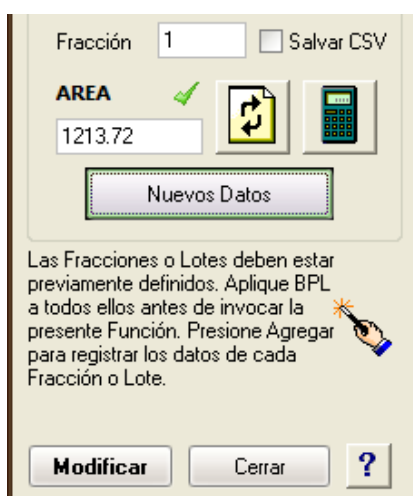 Fracción 1 Salvar CSV
AREA
1213.72
Nuevos Datos
Las Fracciones o Lotes deben estar
previamente definidos. Aplique BPL
a todos ellos antes de invocar la
presente Función. Presione Agregar
para registrar los datos de cada
Fracción o Lote.
Modificar Cerrar ?